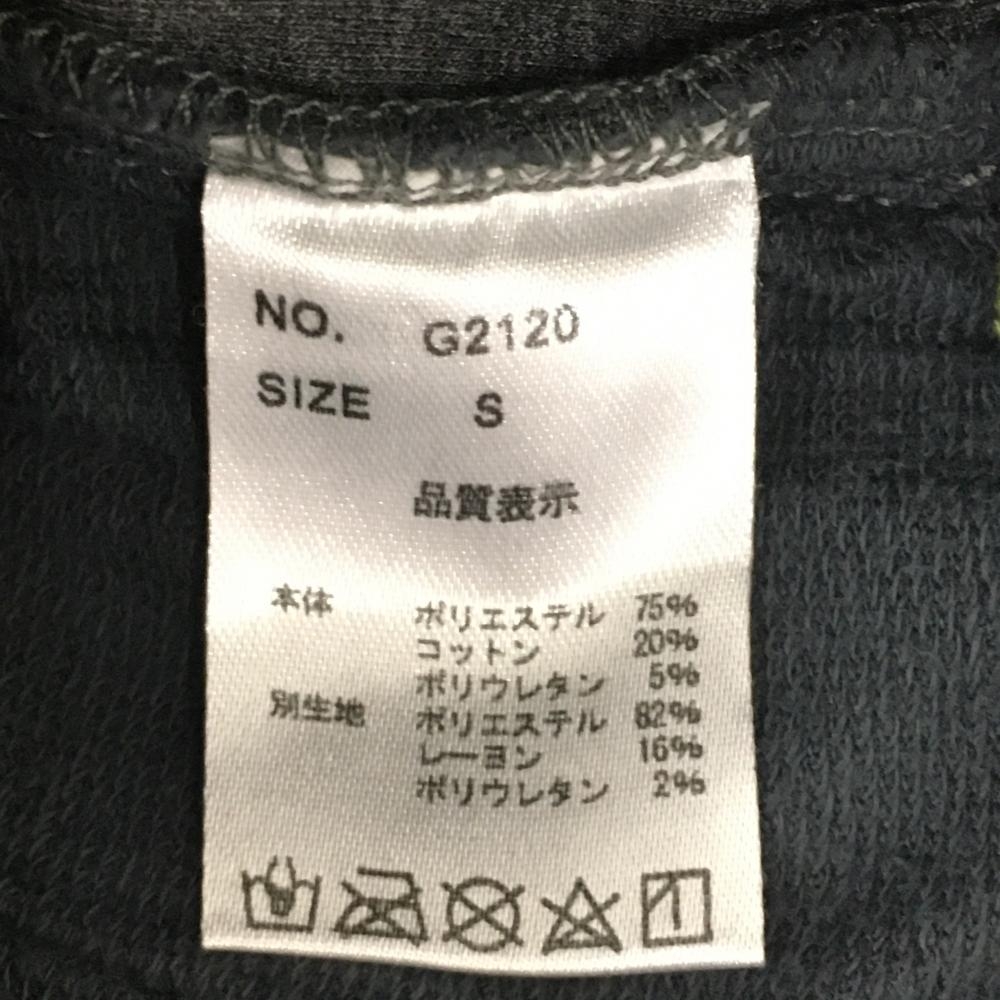 NO. G2120
SIZE S
品質表示
本体 ポリエステル 75%
コットン 20%
ポリウレタン 5%
別生地 ポリエステル 82%
レーヨン 16%
ポリウレタン 2%